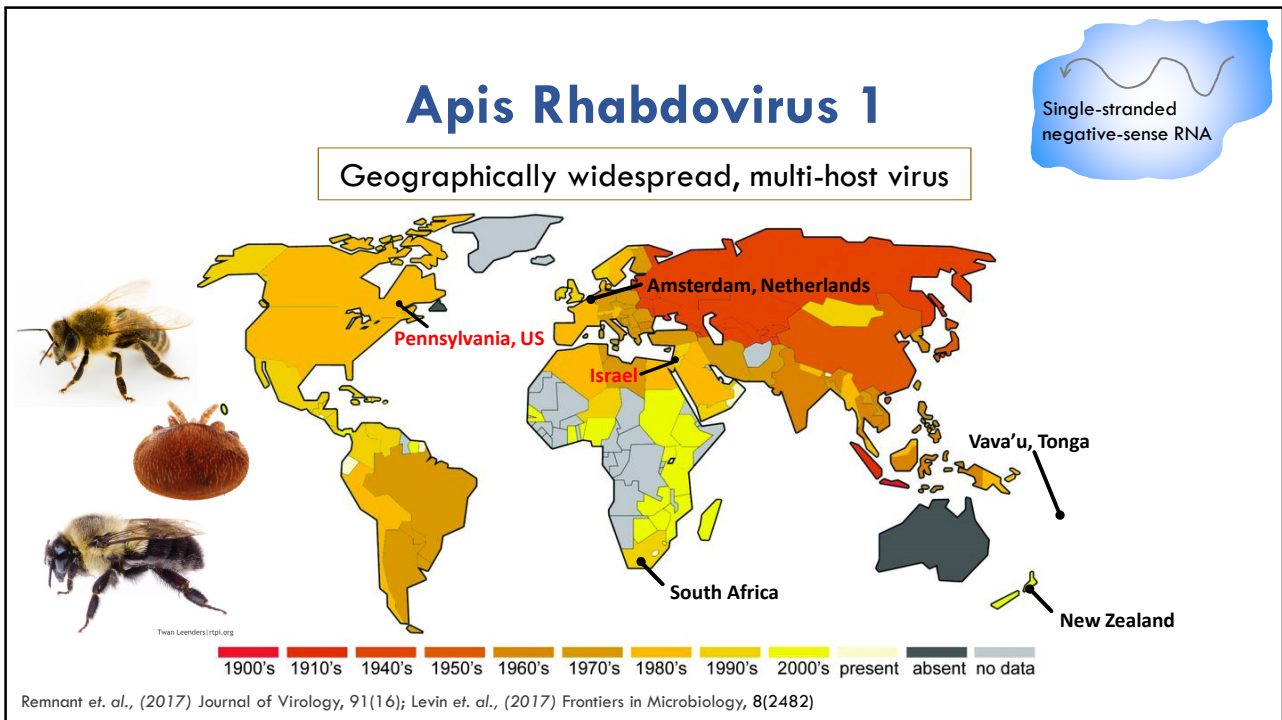 Apis Rhabdovirus 1
Single-stranded
negative-sense RNA
Geographically widespread, multi-host virus
Amsterdam, Netherlands
Pennsylvania, US
Israel
Vava'u, Tonga
South Africa
New Zealand
Twan Leenders|rtpi.org
1900's 1910's 1940's 1950's 1960's 1970's 1980's 1990's 2000's present absent no data
Remnant et. al., (2017) Journal of Virology, 91(16); Levin et. al., (2017) Frontiers in Microbiology, 8(2482)